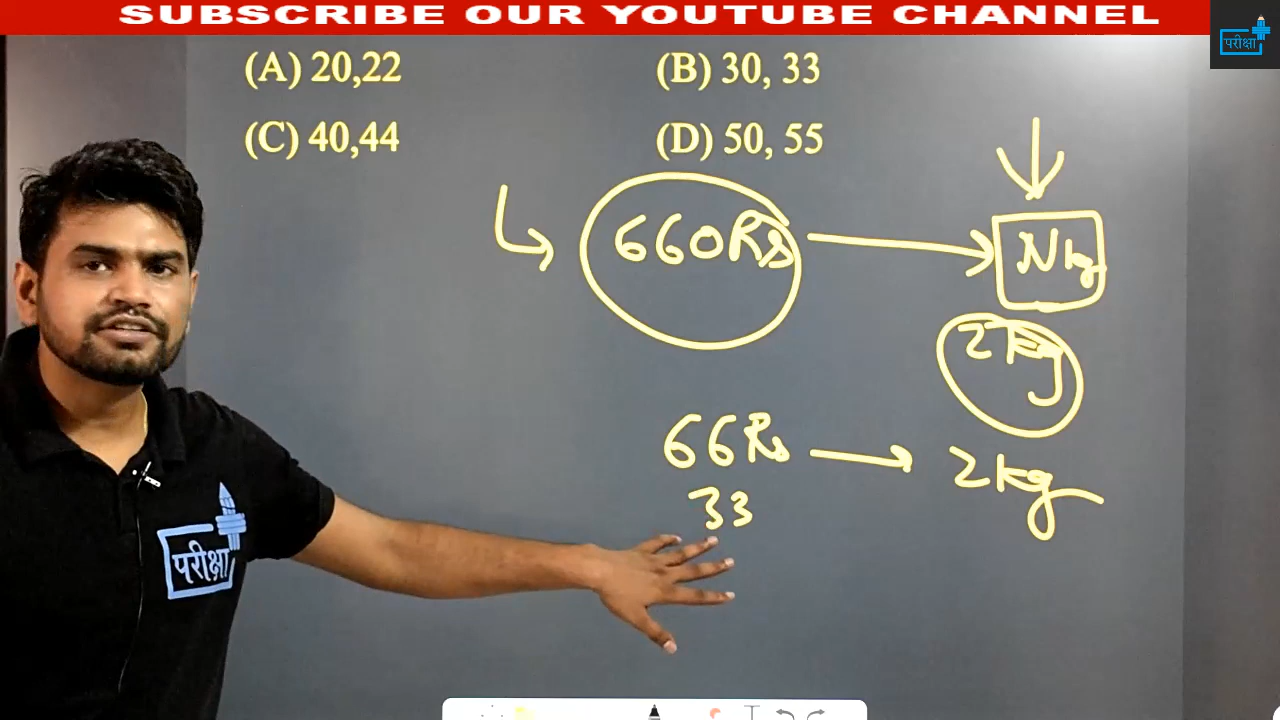 SUBSCRIBE OUR YOUTUBE CHANNEL
परीक्षा
(A) 20,22 (B) 30, 33
(C) 40,44 (D) 50, 55
660Rs → N kg
2kg
66Rs → 2kg
33
परीक्षा
T